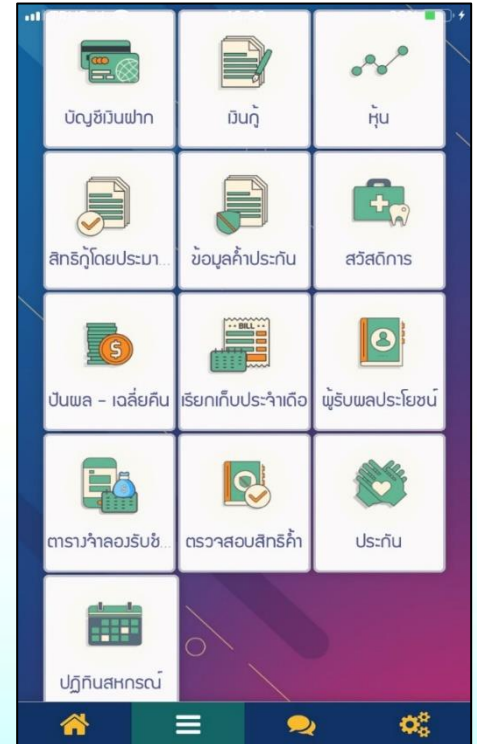 บัญชีเงินฝาก
เงินกู้
หุ้น
สิทธิกู้โดยประมา...
ข้อมูลค้ำประกัน
สวัสดิการ
BILL
ปันผล - เฉลี่ยคืน
เรียกเก็บประจำเดือ
ผู้รับผลประโยชน์
ตารางจำลองรับชั...
ตรวจสอบสิทธิค้ำ
ประกัน
ปฏิทินสหกรณ์